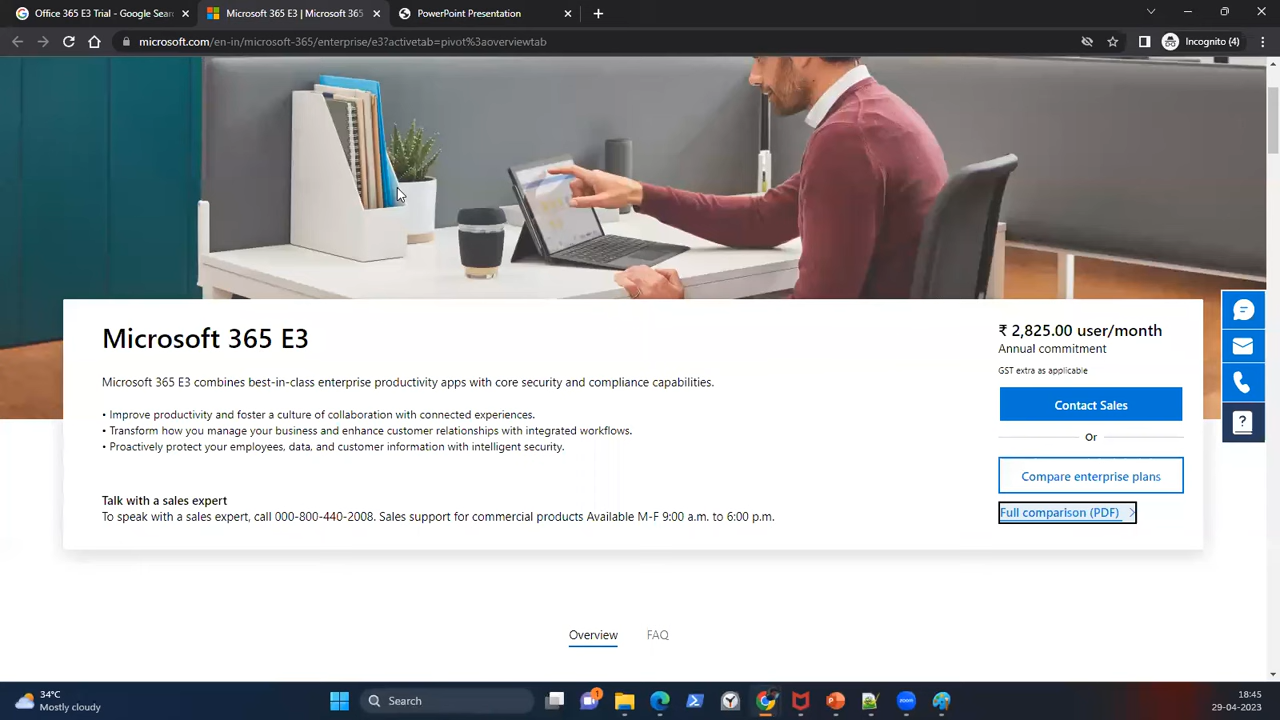 Office 365 E3 Trial - Google Sear
Microsoft 365 E3 | Microsoft 365
PowerPoint Presentation
microsoft.com/en-in/microsoft-365/enterprise/e3?activetab=pivot%3aoverviewtab
Incognito (4)
Microsoft 365 E3
Microsoft 365 E3 combines best-in-class enterprise productivity apps with core security and compliance capabilities.
• Improve productivity and foster a culture of collaboration with connected experiences.
• Transform how you manage your business and enhance customer relationships with integrated workflows.
• Proactively protect your employees, data, and customer information with intelligent security.
Talk with a sales expert
To speak with a sales expert, call 000-800-440-2008. Sales support for commercial products Available M-F 9:00 a.m. to 6:00 p.m.
₹ 2,825.00 user/month
Annual commitment
GST extra as applicable
Contact Sales
Or
Compare enterprise plans
Full comparison (PDF)
Overview
FAQ
34°C
Mostly cloudy
Search
1
zoom
18:45
29-04-2023